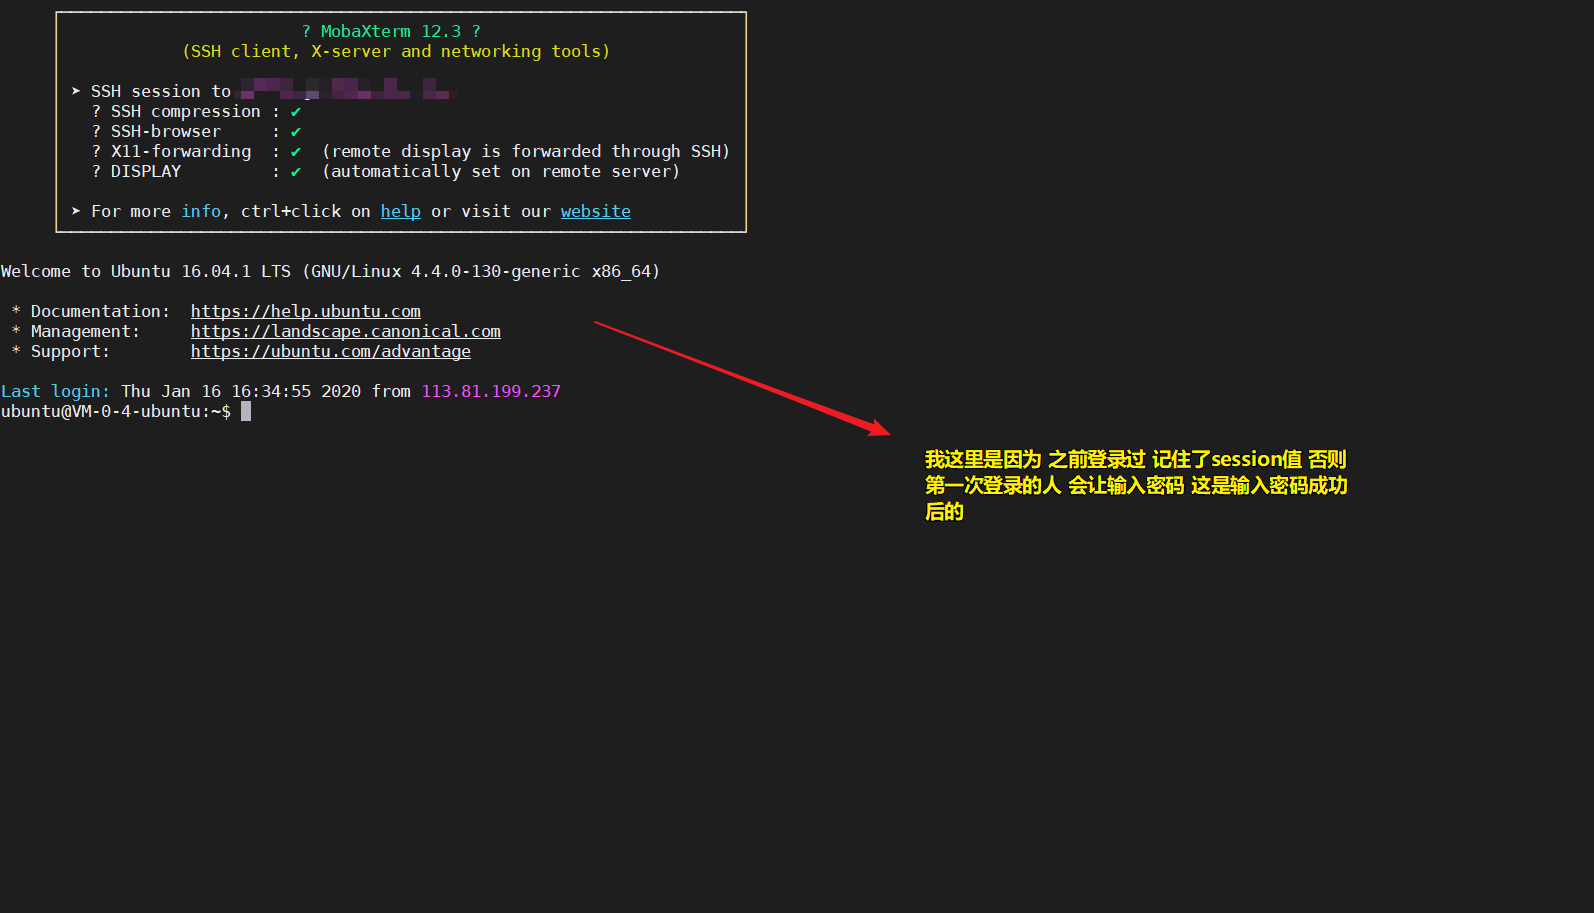 ? MobaXterm 12.3 ?
(SSH client, X-server and networking tools)
➤ SSH session to
? SSH compression : ✔
? SSH-browser     : ✔
? X11-forwarding  : ✔  (remote display is forwarded through SSH)
? DISPLAY         : ✔  (automatically set on remote server)
➤ For more info, ctrl+click on help or visit our website
Welcome to Ubuntu 16.04.1 LTS (GNU/Linux 4.4.0-130-generic x86_64)
* Documentation:  https://help.ubuntu.com
* Management:     https://landscape.canonical.com
* Support:        https://ubuntu.com/advantage
Last login: Thu Jan 16 16:34:55 2020 from 113.81.199.237
ubuntu@VM-0-4-ubuntu:~$
我这里是因为 之前登录过 记住了session值 否则
第一次登录的人 会让输入密码 这是输入密码成功
后的